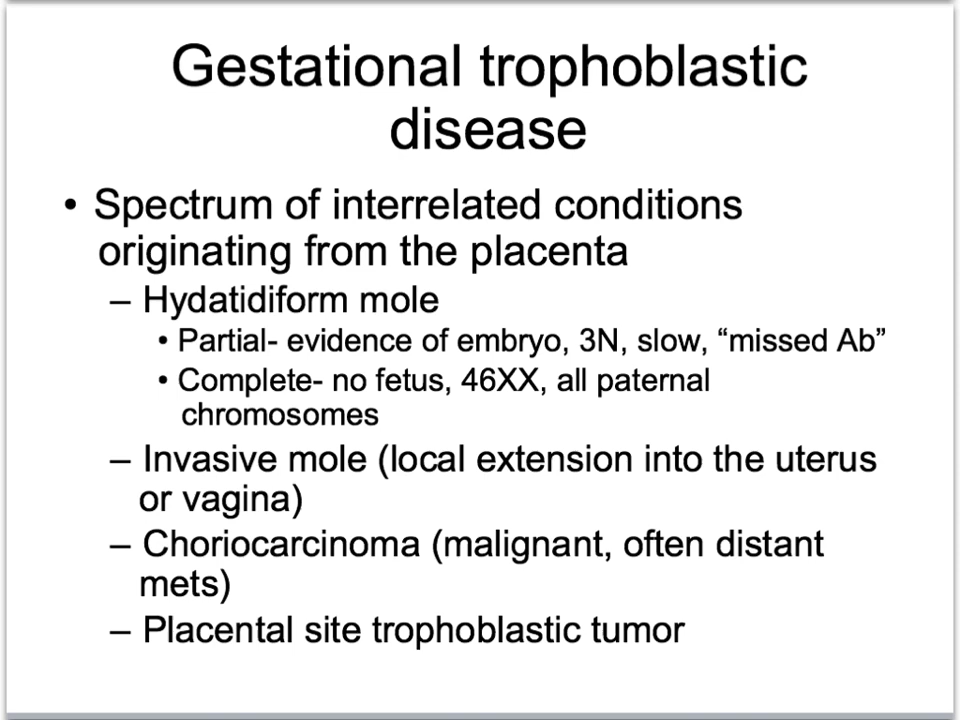 Gestational trophoblastic
disease
• Spectrum of interrelated conditions
originating from the placenta
– Hydatidiform mole
• Partial- evidence of embryo, 3N, slow, “missed Ab”
• Complete- no fetus, 46XX, all paternal
chromosomes
– Invasive mole (local extension into the uterus
or vagina)
– Choriocarcinoma (malignant, often distant
mets)
– Placental site trophoblastic tumor